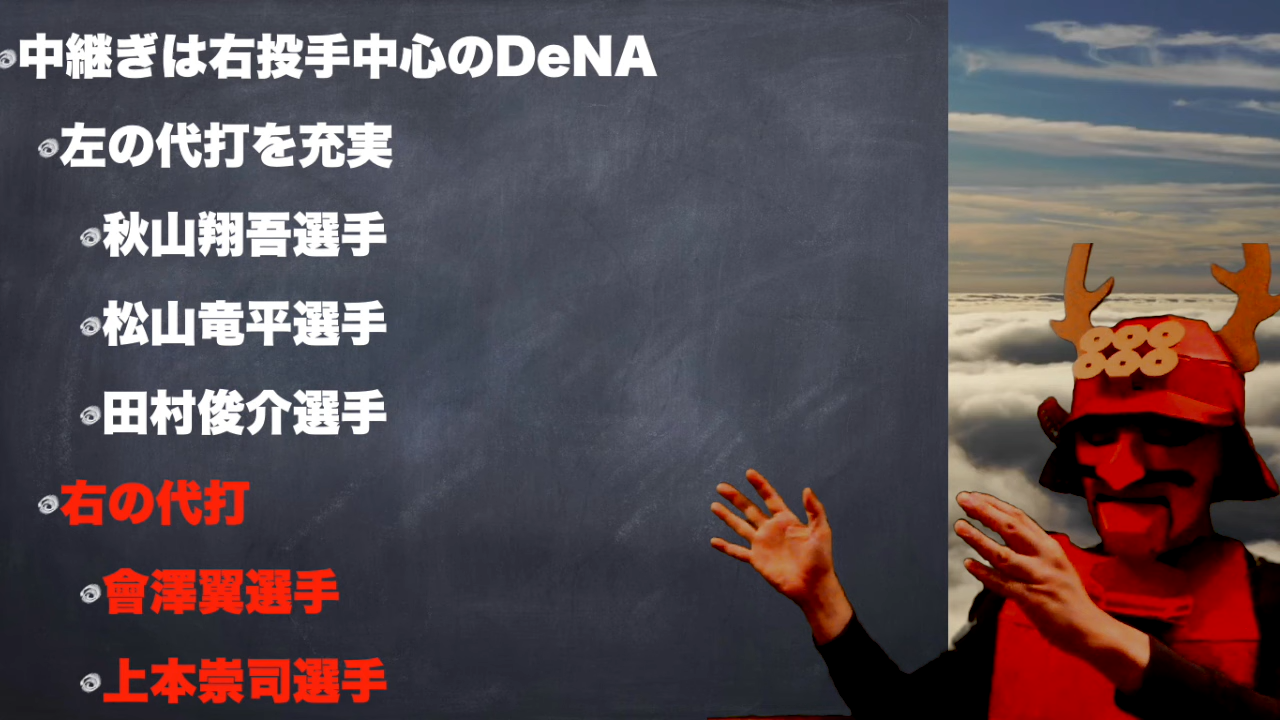 中継ぎは右投手中心のDeNA
左の代打を充実
秋山翔吾選手
松山竜平選手
田村俊介選手
右の代打
會澤翼選手
上本崇司選手